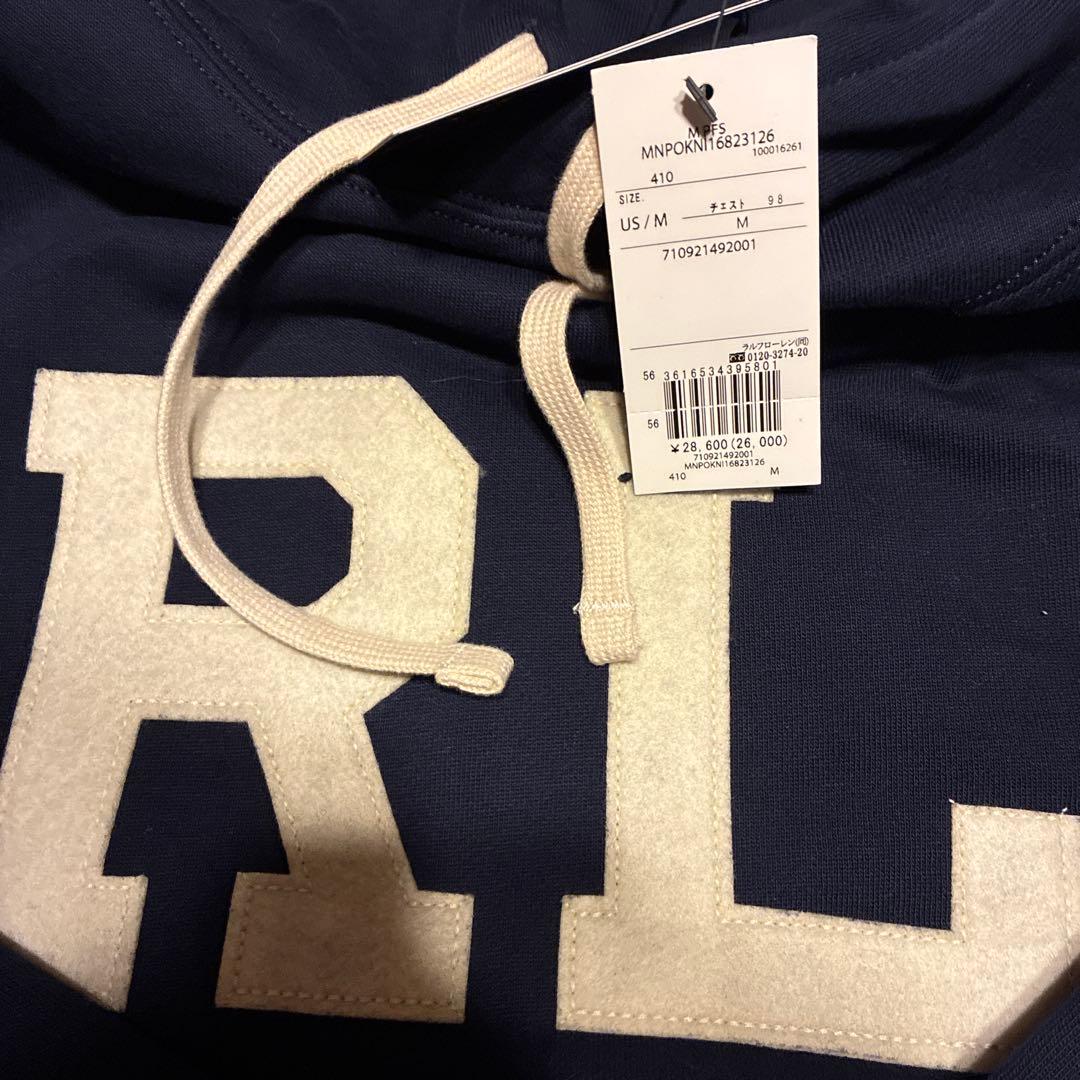 M PFS
MNPOKNI16823126
100016261
410
SIZE.
US / M
チェスト 98
M
710921492001
ラルフローレン(同)
0120-3274-20
56 3616534395801
56
￥28,600(26,000)
710921492001
MNPOKNI16823126
410 M
RL